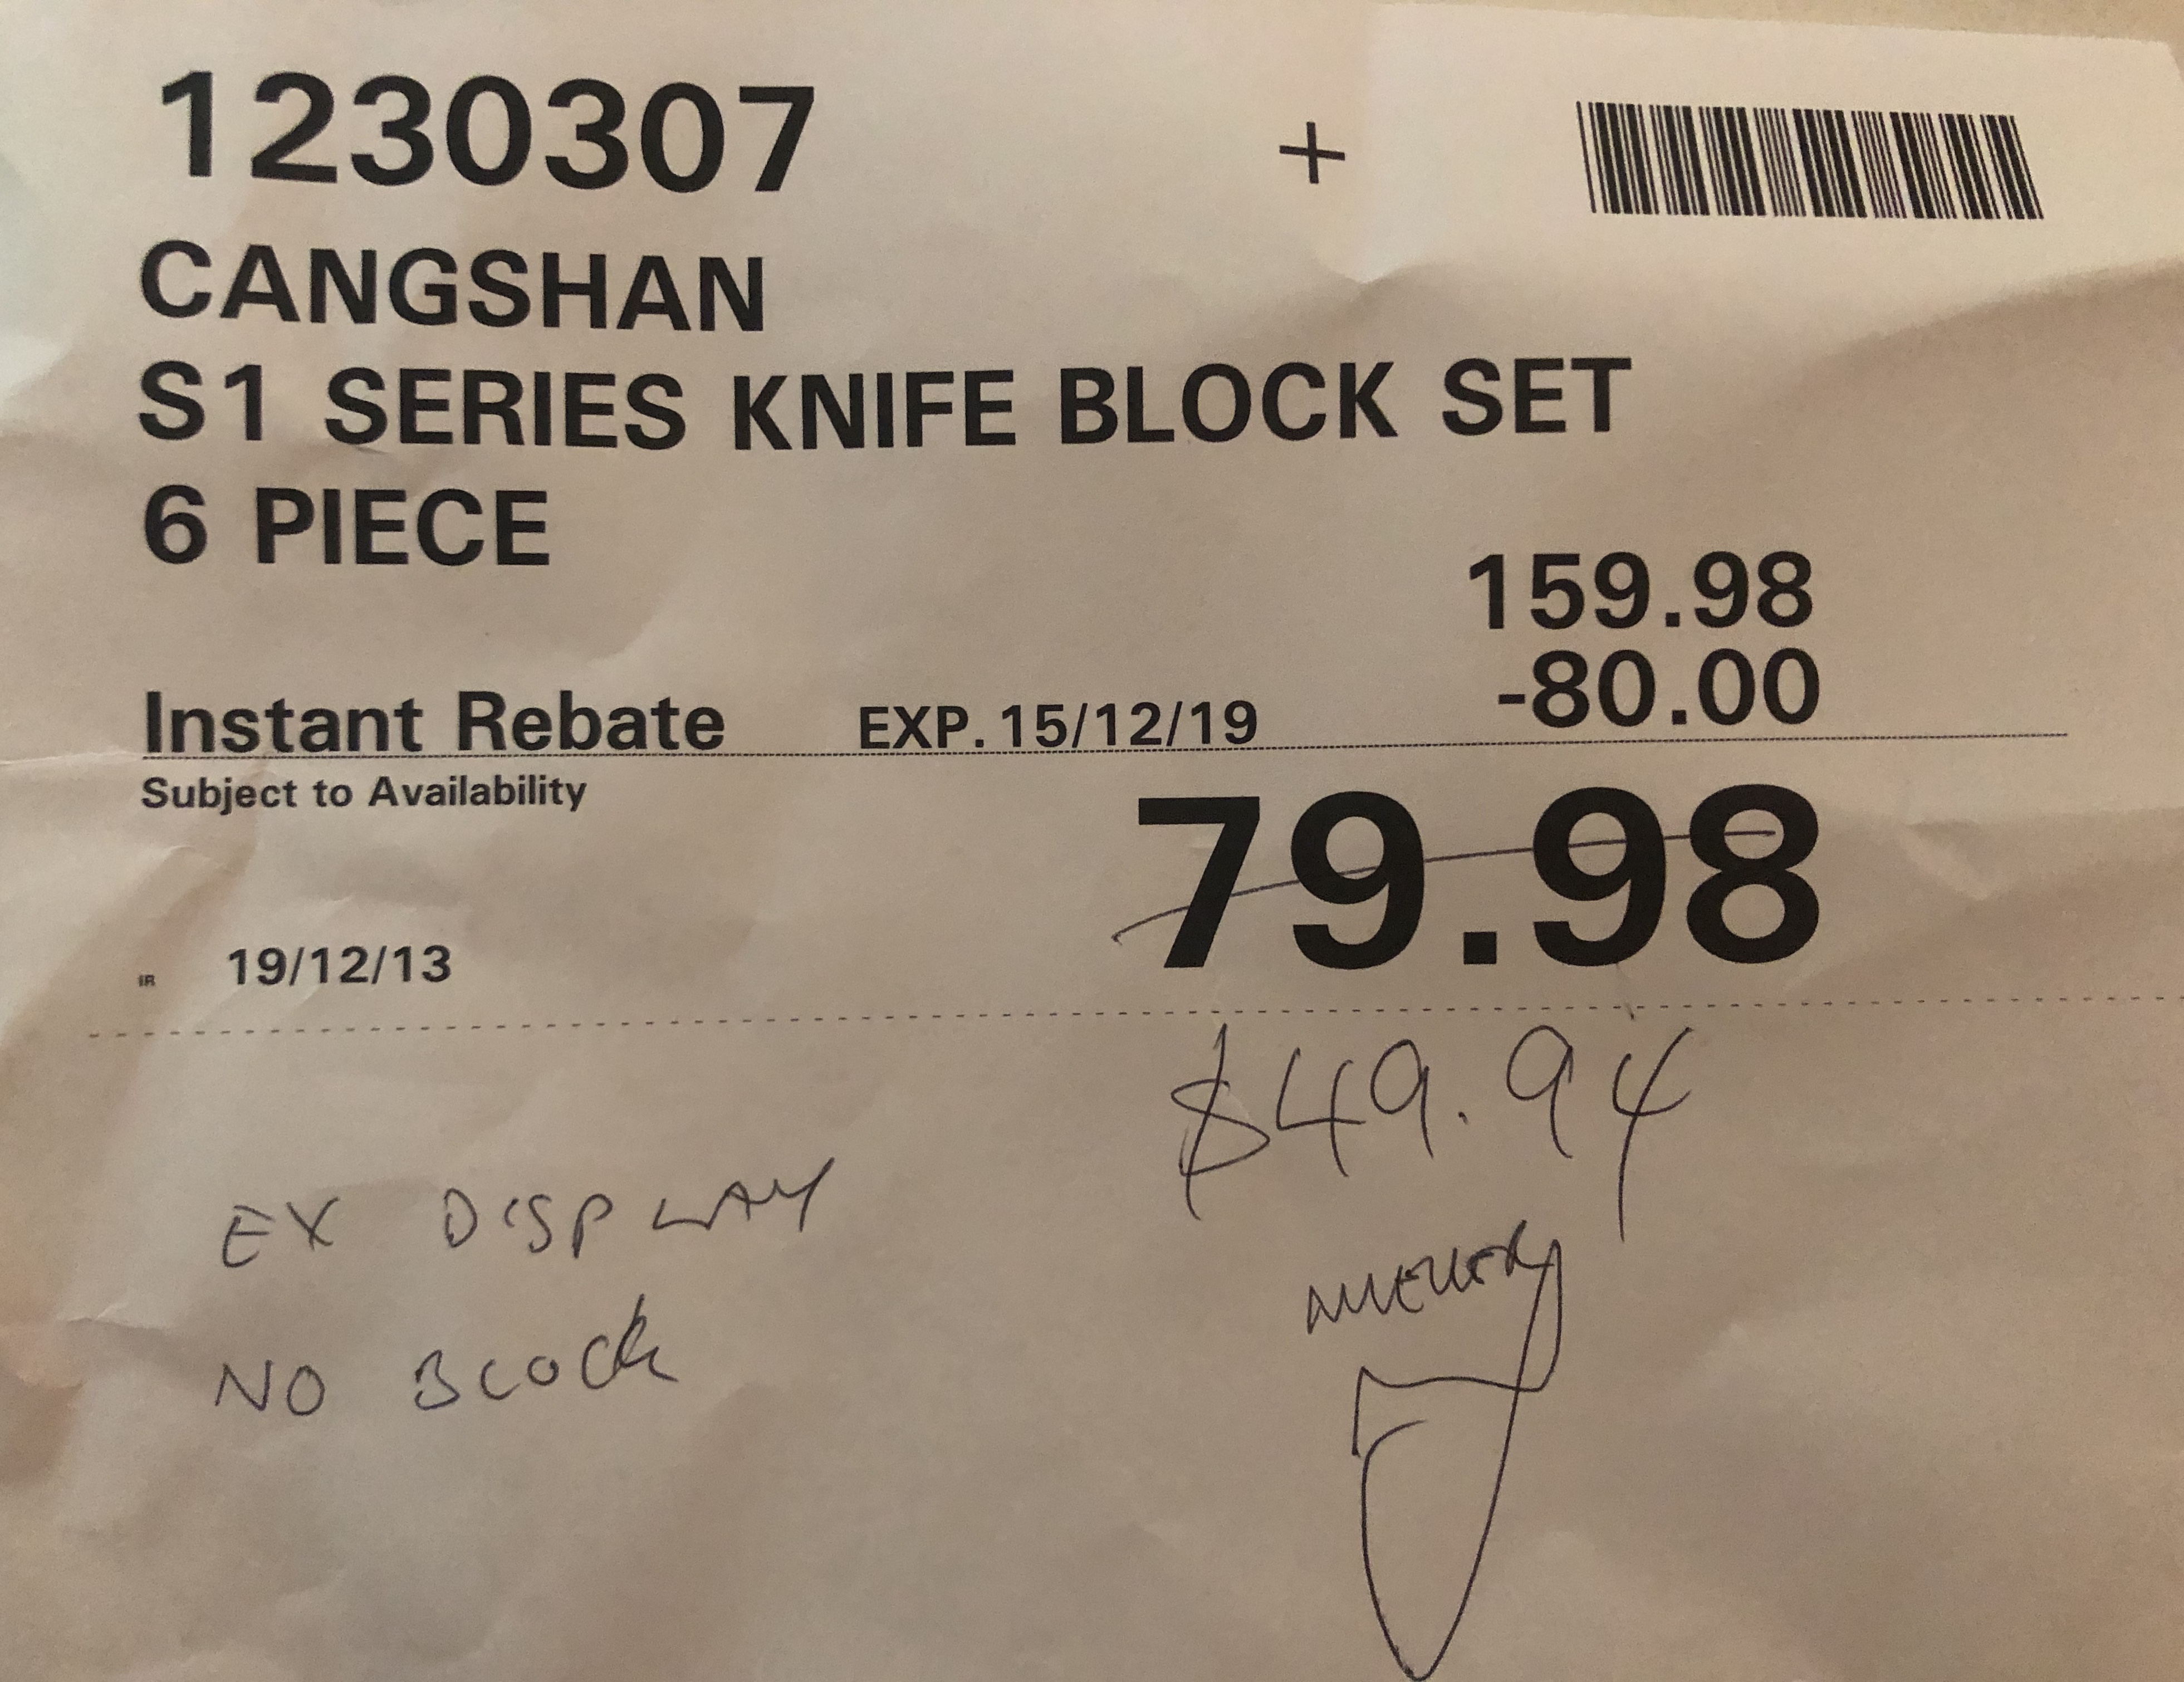 1230307 +
CANGSHAN
S1 SERIES KNIFE BLOCK SET
6 PIECE
159.98
-80.00
Instant Rebate EXP. 15/12/19
Subject to Availability
79.98
IR 19/12/13
$49.94
EX DISPLAY
NO BLOCK